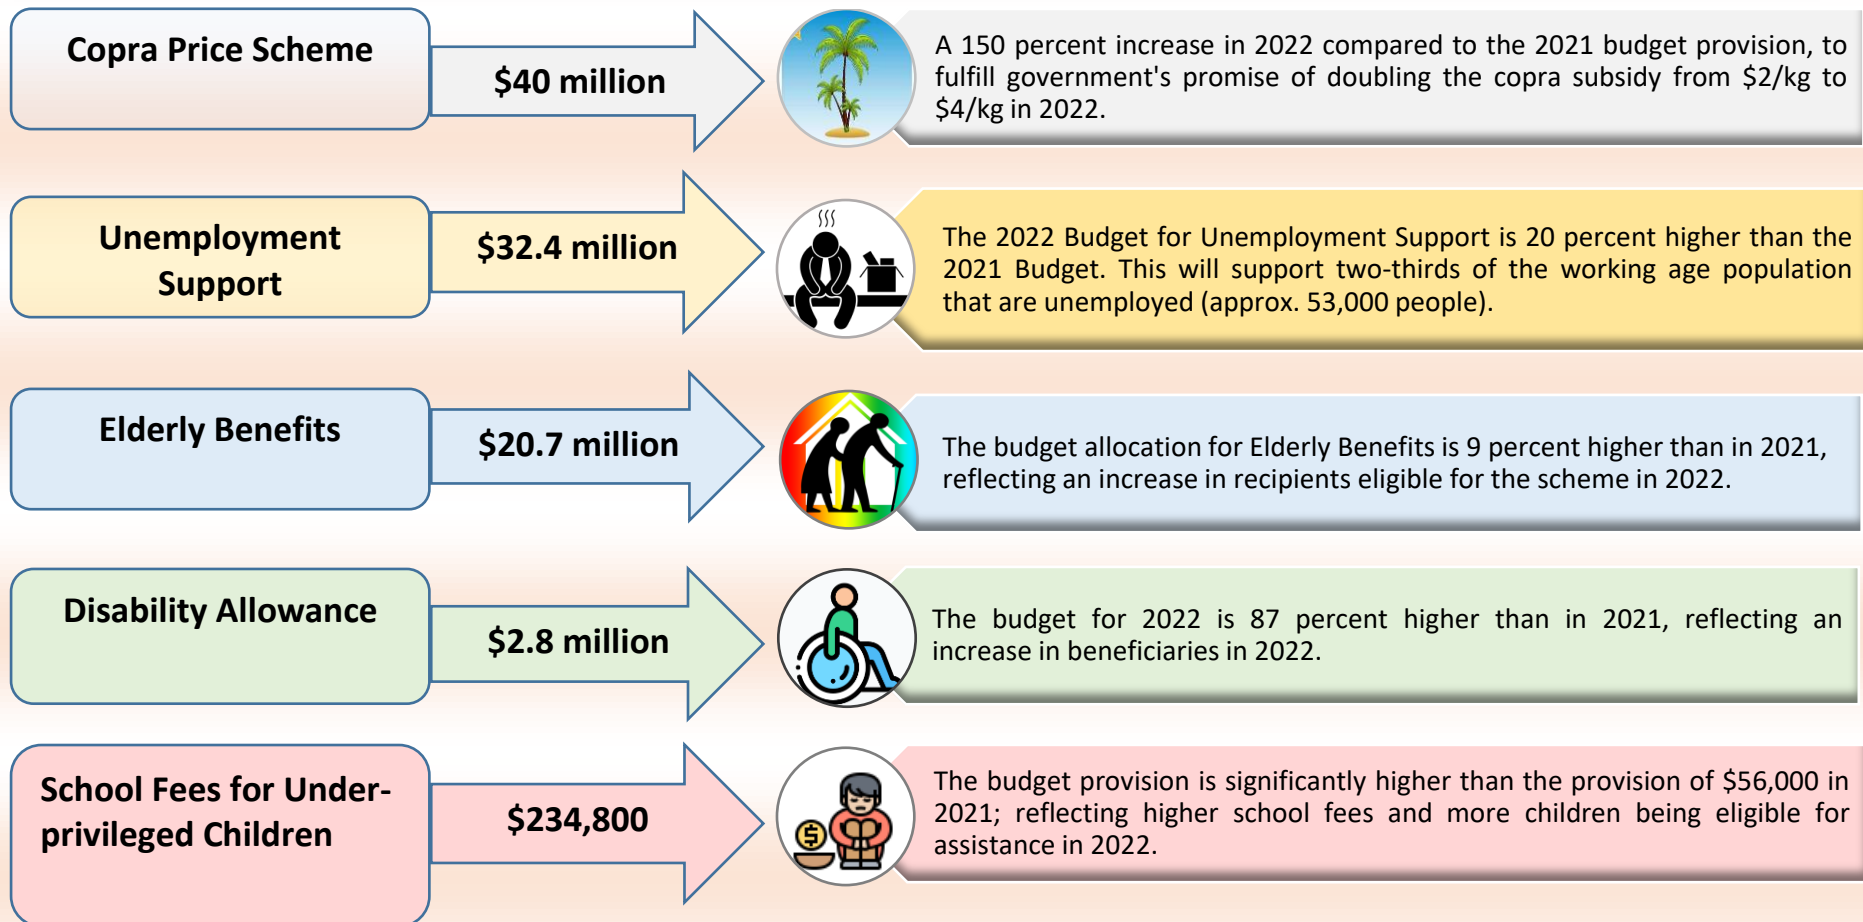 Copra Price Scheme
$40 million
A 150 percent increase in 2022 compared to the 2021 budget provision, to
fulfill government's promise of doubling the copra subsidy from $2/kg to
$4/kg in 2022.
Unemployment
Support
$32.4 million
The 2022 Budget for Unemployment Support is 20 percent higher than the
2021 Budget. This will support two-thirds of the working age population
that are unemployed (approx. 53,000 people).
Elderly Benefits
$20.7 million
The budget allocation for Elderly Benefits is 9 percent higher than in 2021,
reflecting an increase in recipients eligible for the scheme in 2022.
Disability Allowance
$2.8 million
The budget for 2022 is 87 percent higher than in 2021, reflecting an
increase in beneficiaries in 2022.
School Fees for Under-
privileged Children
$234,800
$
The budget provision is significantly higher than the provision of $56,000 in
2021; reflecting higher school fees and more children being eligible for
assistance in 2022.